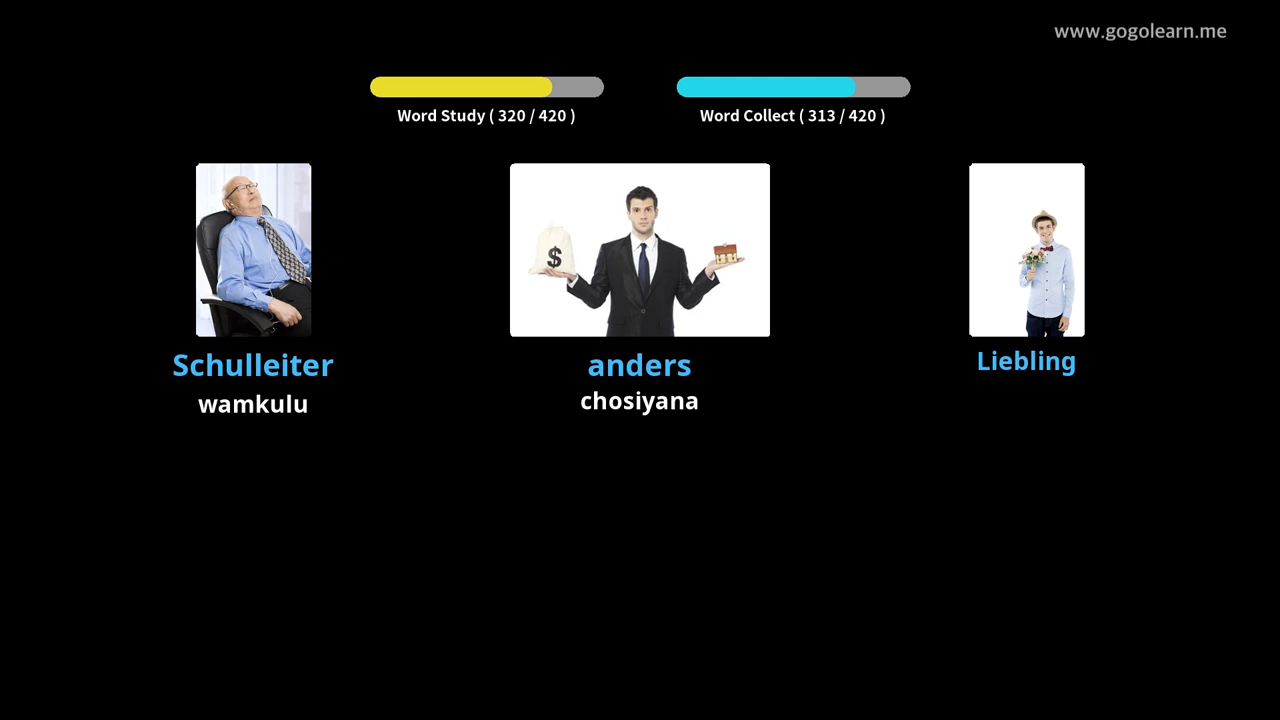 www.gogolearn.me
Word Study ( 320 / 420 )
Word Collect ( 313 / 420 )
$
Schulleiter
wamkulu
anders
chosiyana
Liebling